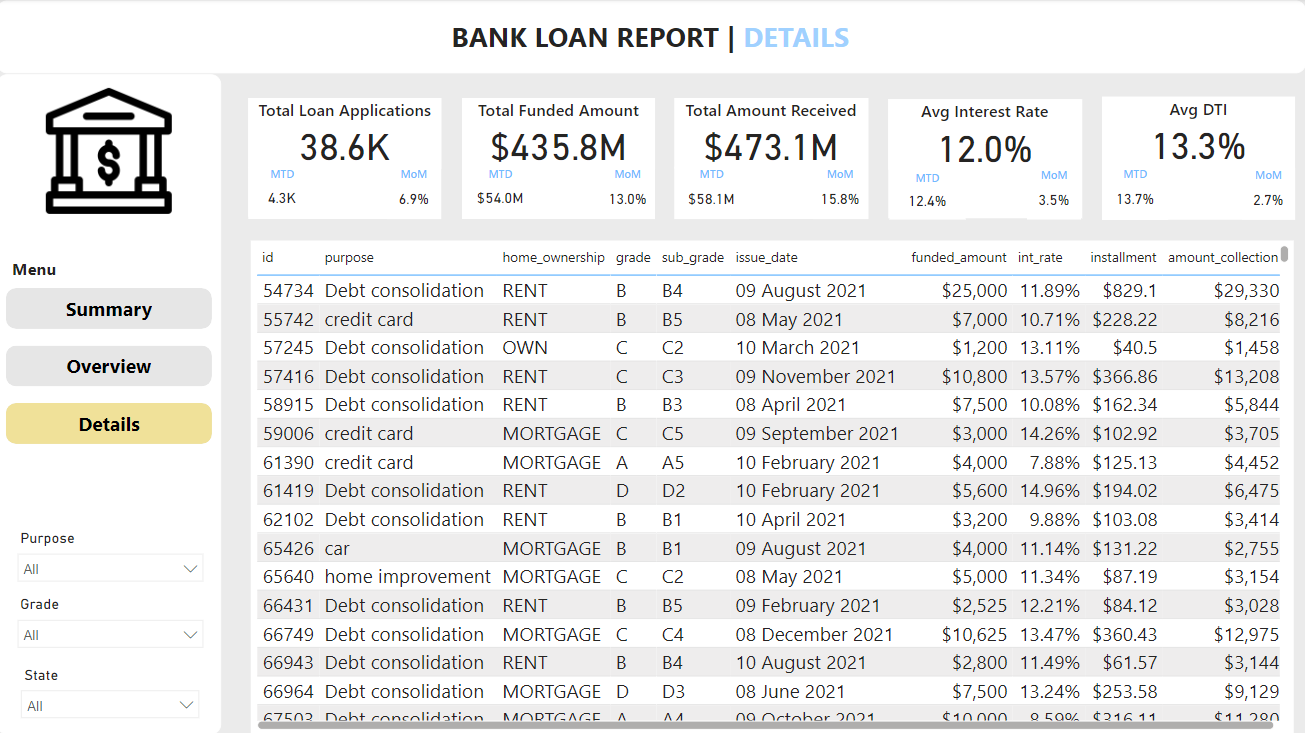 BANK LOAN REPORT | DETAILS
$
Menu
Summary
Overview
Details
Purpose
All
Grade
All
State
All
Total Loan Applications
38.6K
MTD MoM
4.3K 6.9%
Total Funded Amount
$435.8M
MTD MoM
$54.0M 13.0%
Total Amount Received
$473.1M
MTD MoM
$58.1M 15.8%
Avg Interest Rate
12.0%
MTD MoM
12.4% 3.5%
Avg DTI
13.3%
MTD MoM
13.7% 2.7%
id purpose home_ownership grade sub_grade issue_date funded_amount int_rate installment amount_collection
54734 Debt consolidation RENT B B4 09 August 2021 $25,000 11.89% $829.1 $29,330
55742 credit card RENT B B5 08 May 2021 $7,000 10.71% $228.22 $8,216
57245 Debt consolidation OWN C C2 10 March 2021 $1,200 13.11% $40.5 $1,458
57416 Debt consolidation RENT C C3 09 November 2021 $10,800 13.57% $366.86 $13,208
58915 Debt consolidation RENT B B3 08 April 2021 $7,500 10.08% $162.34 $5,844
59006 credit card MORTGAGE C C5 09 September 2021 $3,000 14.26% $102.92 $3,705
61390 credit card MORTGAGE A A5 10 February 2021 $4,000 7.88% $125.13 $4,452
61419 Debt consolidation RENT D D2 10 February 2021 $5,600 14.96% $194.02 $6,475
62102 Debt consolidation RENT B B1 10 April 2021 $3,200 9.88% $103.08 $3,414
65426 car MORTGAGE B B1 09 August 2021 $4,000 11.14% $131.22 $2,755
65640 home improvement MORTGAGE C C2 08 May 2021 $5,000 11.34% $87.19 $3,154
66431 Debt consolidation RENT B B5 09 February 2021 $2,525 12.21% $84.12 $3,028
66749 Debt consolidation MORTGAGE C C4 08 December 2021 $10,625 13.47% $360.43 $12,975
66943 Debt consolidation RENT B B4 10 August 2021 $2,800 11.49% $61.57 $3,144
66964 Debt consolidation MORTGAGE D D3 08 June 2021 $7,500 13.24% $253.58 $9,129
67503 Debt consolidation MORTGAGE A A4 09 October 2021 $10,000 8.59% $316.11 $11,280